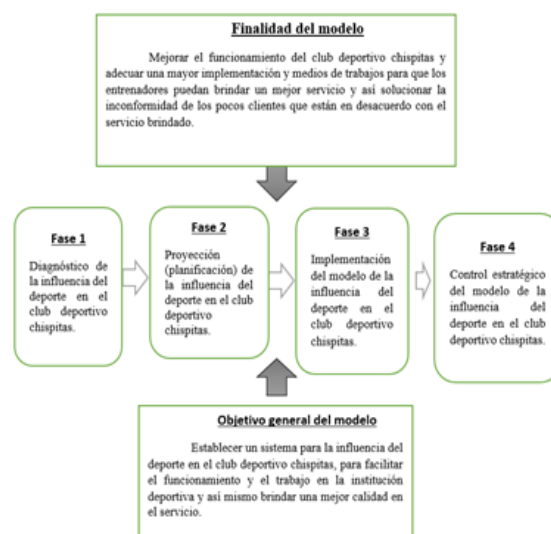 Finalidad del modelo
Mejorar el funcionamiento del club deportivo chispitas y
adecuar una mayor implementación y medios de trabajos para que los
entrenadores puedan brindar un mejor servicio y así solucionar la
inconformidad de los pocos clientes que están en desacuerdo con el
servicio brindado.
Fase 1
Diagnóstico de
la influencia del
deporte en el
club deportivo
chispitas.
Fase 2
Proyección
(planificación) de
la influencia del
deporte en el club
deportivo
chispitas.
Fase 3
Implementación
del modelo de la
influencia del
deporte en el
club deportivo
chispitas.
Fase 4
Control estratégico
del modelo de la
influencia del
deporte en el club
deportivo chispitas.
Objetivo general del modelo
Establecer un sistema para la influencia del
deporte en el club deportivo chispitas, para facilitar
el funcionamiento y el trabajo en la institución
deportiva y así mismo brindar una mejor calidad en
el servicio.